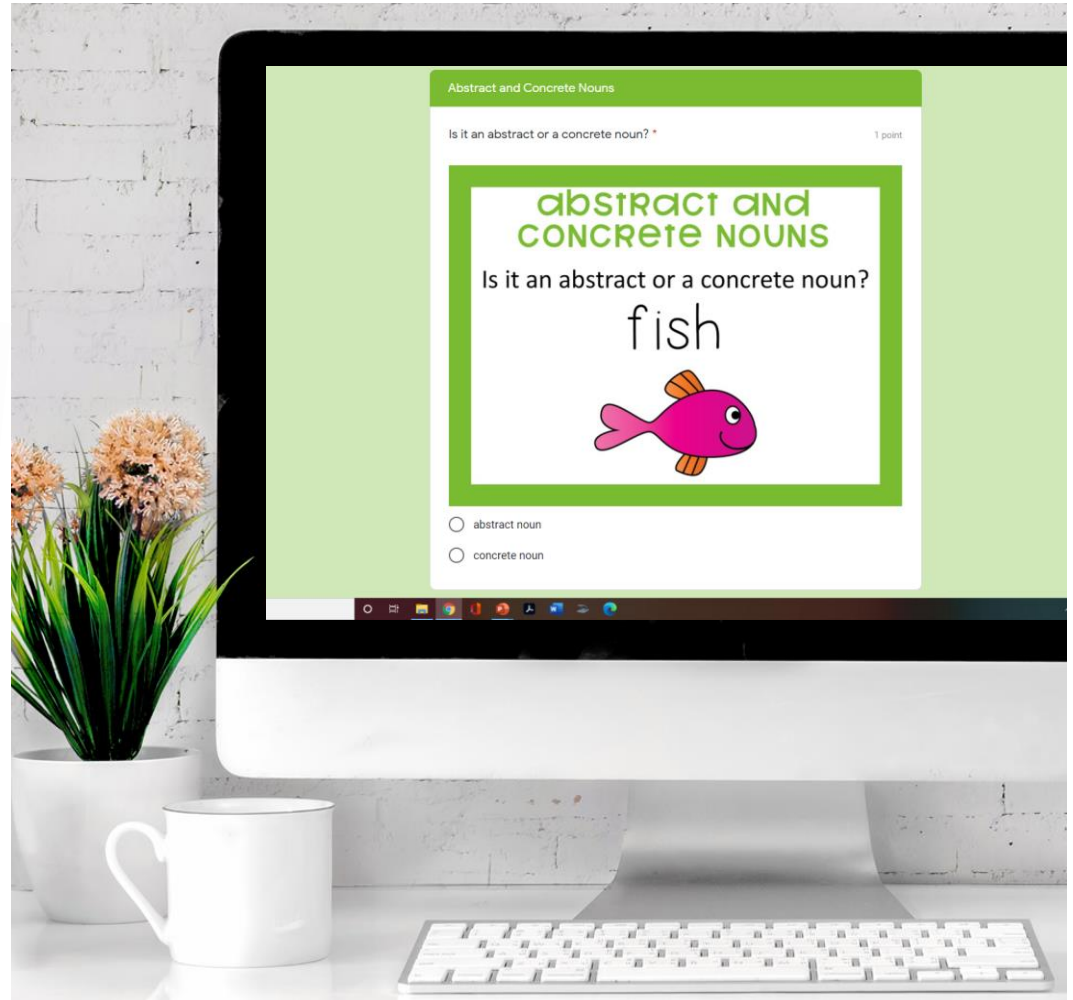 Abstract and Concrete Nouns
Is it an abstract or a concrete noun? *
1 point
abstract and
concrete nouns
Is it an abstract or a concrete noun?
fish
abstract noun
concrete noun